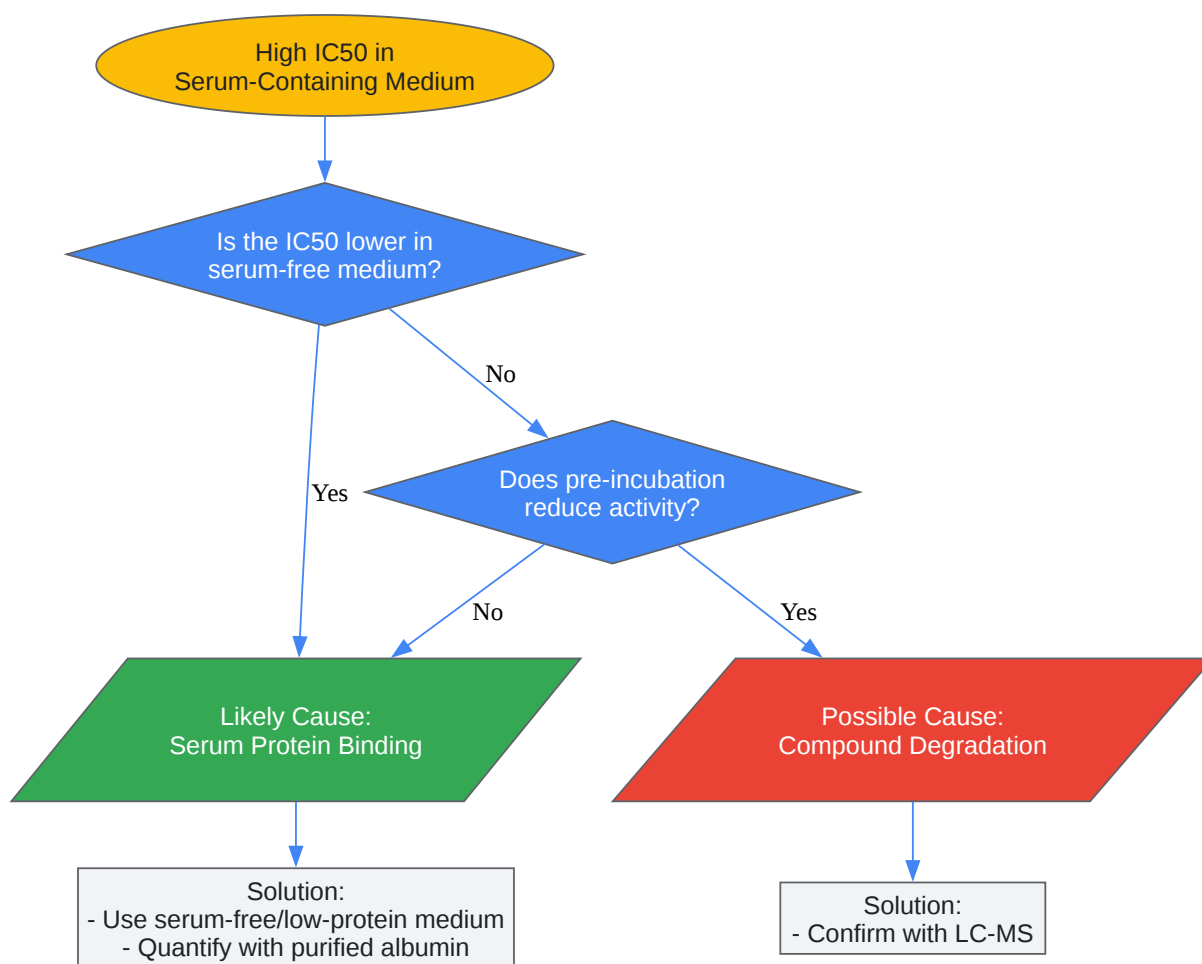 High IC50 in
Serum-Containing Medium
Is the IC50 lower in
serum-free medium?
No
Does pre-incubation
reduce activity?
Yes
No
Yes
Likely Cause:
Serum Protein Binding
Possible Cause:
Compound Degradation
Solution:
- Use serum-free/low-protein medium
- Quantify with purified albumin
Solution:
- Confirm with LC-MS